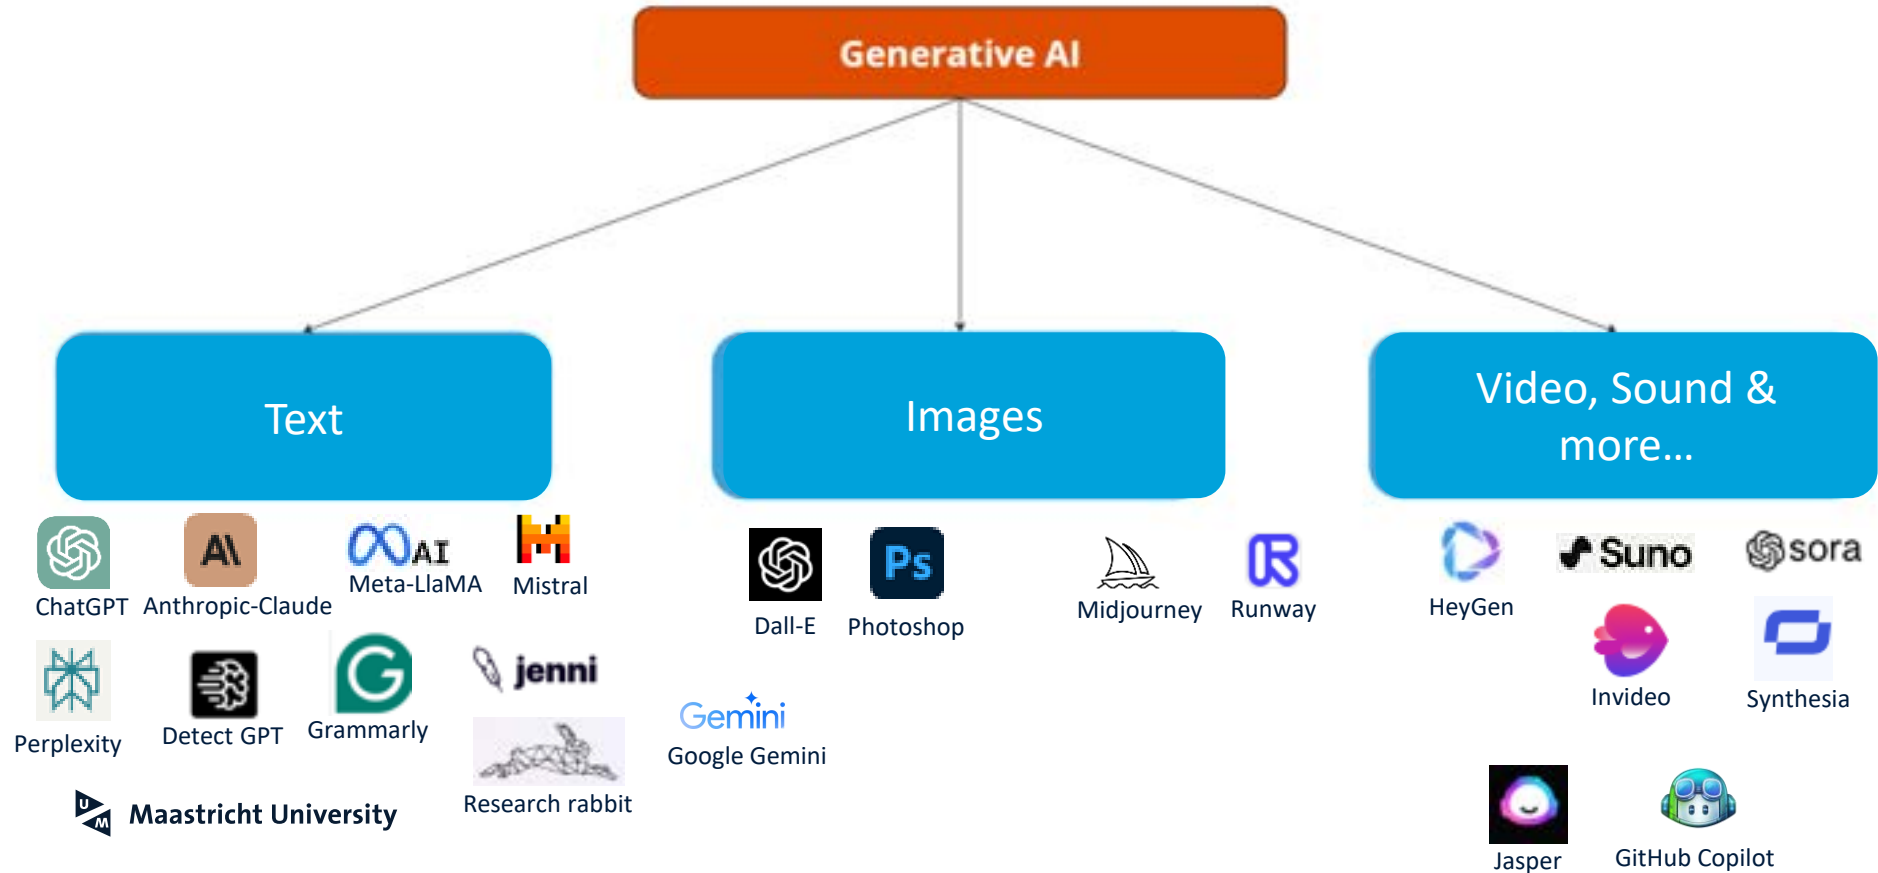 Generative AI
Text
Images
Video, Sound &
more...
ChatGPT
A\
Anthropic-Claude
AI
Meta-LlaMA
Mistral
Ps
Dall-E
Photoshop
Midjourney
Runway
HeyGen
Suno
sora
Perplexity
Detect GPT
G
Grammarly
jenni
Research rabbit
Gemini
Google Gemini
Invideo
Synthesia
UM Maastricht University
Jasper
GitHub Copilot